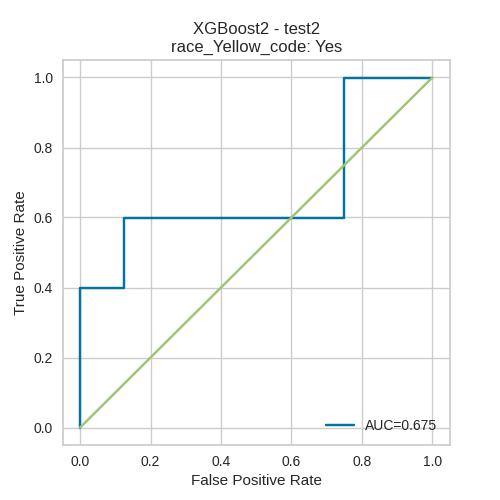 XGBoost2 - test2
race_Yellow_code: Yes
1.0
0.8
0.6
0.4
0.2
0.0
True Positive Rate
AUC=0.675
0.0 0.2 0.4 0.6 0.8 1.0
False Positive Rate